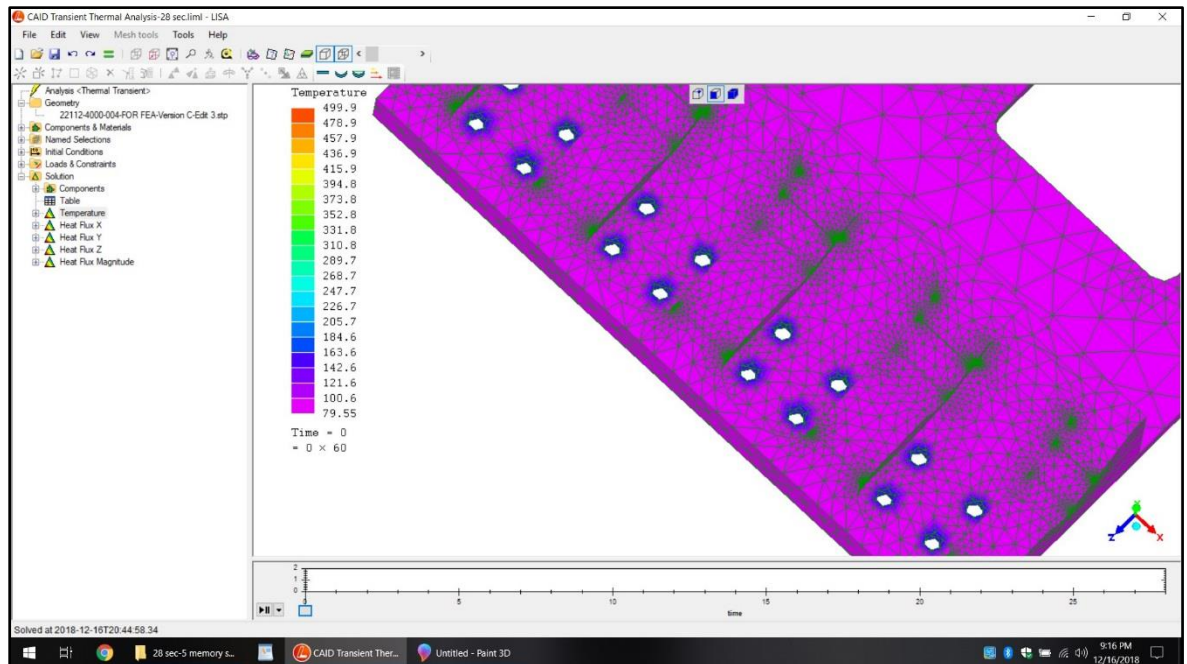 CAID Transient Thermal Analysis-28 sec.liml - LISA
File Edit View Mesh tools Tools Help
Analysis <Thermal Transient>
Geometry
22112-4000-004-FOR FEA-Version C-Edit 3.stp
Components & Materials
Named Selections
Initial Conditions
Loads & Constraints
Solution
Components
Table
Temperature
Heat Flux X
Heat Flux Y
Heat Flux Z
Heat Flux Magnitude
Temperature
499.9
478.9
457.9
436.9
415.9
394.8
373.8
352.8
331.8
310.8
289.7
268.7
247.7
226.7
205.7
184.6
163.6
142.6
121.6
100.6
79.55
Time = 0
= 0 × 60
Y
Z X
2
1
0
0 5 10 15 20 25
time
Solved at 2018-12-16T20:44:58.34
28 sec-5 memory s... CAID Transient Ther... Untitled - Paint 3D 9:16 PM
12/16/2018